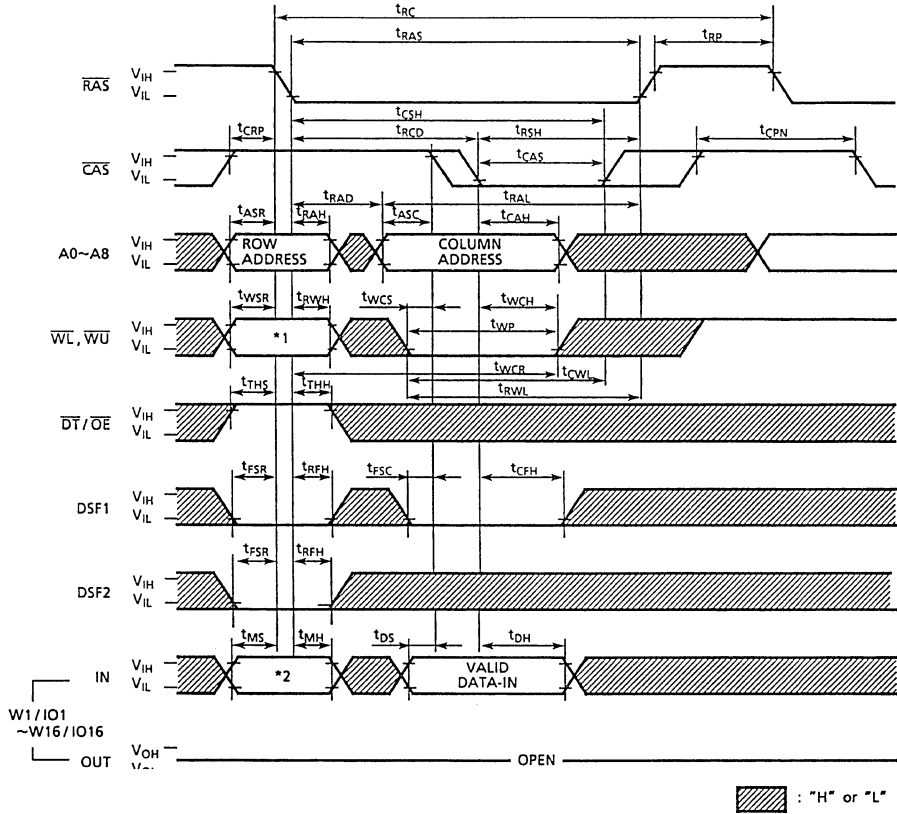 tRC
tRAS
tRP
RAS VIH
VIL
tCSH
tCRP tRCD tRSH tCPN
CAS VIH
VIL
tCAS
tRAD tRAL
tASR tRAH tASC tCAH
A0~A8 VIH
VIL
ROW ADDRESS
COLUMN ADDRESS
tWSR tRWH tWCS tWCH
WL, WU VIH
VIL
*1
tWP
tWCR
tCWL
tTHS tTHH tRWL
DT/OE VIH
VIL
tFSR tRFH tFSC tCFH
DSF1 VIH
VIL
tFSR tRFH
DSF2 VIH
VIL
tMS tMH tDS tDH
IN VIH
VIL
*2
VALID
DATA-IN
W1/IO1
~W16/IO16
OUT VOH
OPEN
: "H" or "L"